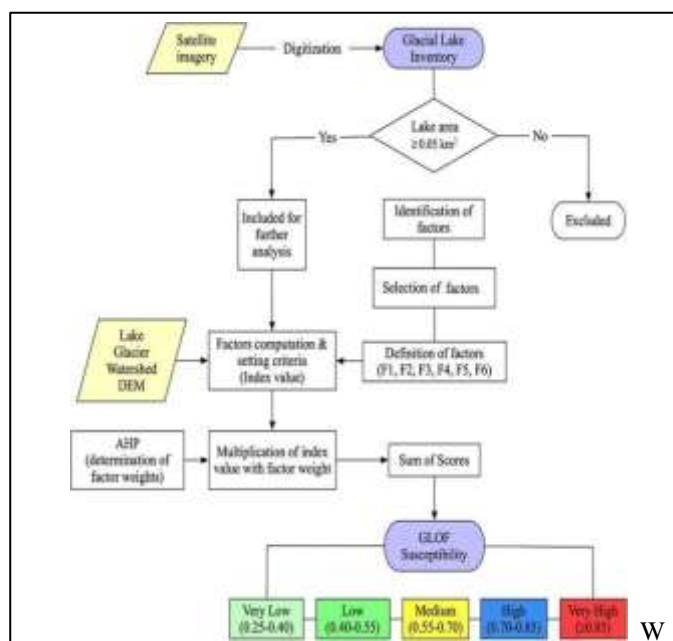 Satellite
imagery
Digitization
Glacial Lake
Inventory
Lake area
≥0.05 km²
Yes
No
Included for
further
analysis
Identification of
factors
Excluded
Selection of factors
Lake
Glacier
Watershed
DEM
Factors computation &
setting criteria
(Index value)
Definition of factors
(F1, F2, F3, F4, F5, F6)
AHP
(determination of
factor weights)
Multiplication of index
value with factor weight
Sum of Scores
GLOF
Susceptibility
Very Low
(0.25-0.40)
Low
(0.40-0.55)
Medium
(0.55-0.70)
High
(0.70-0.85)
Very High
(≥0.85)
W